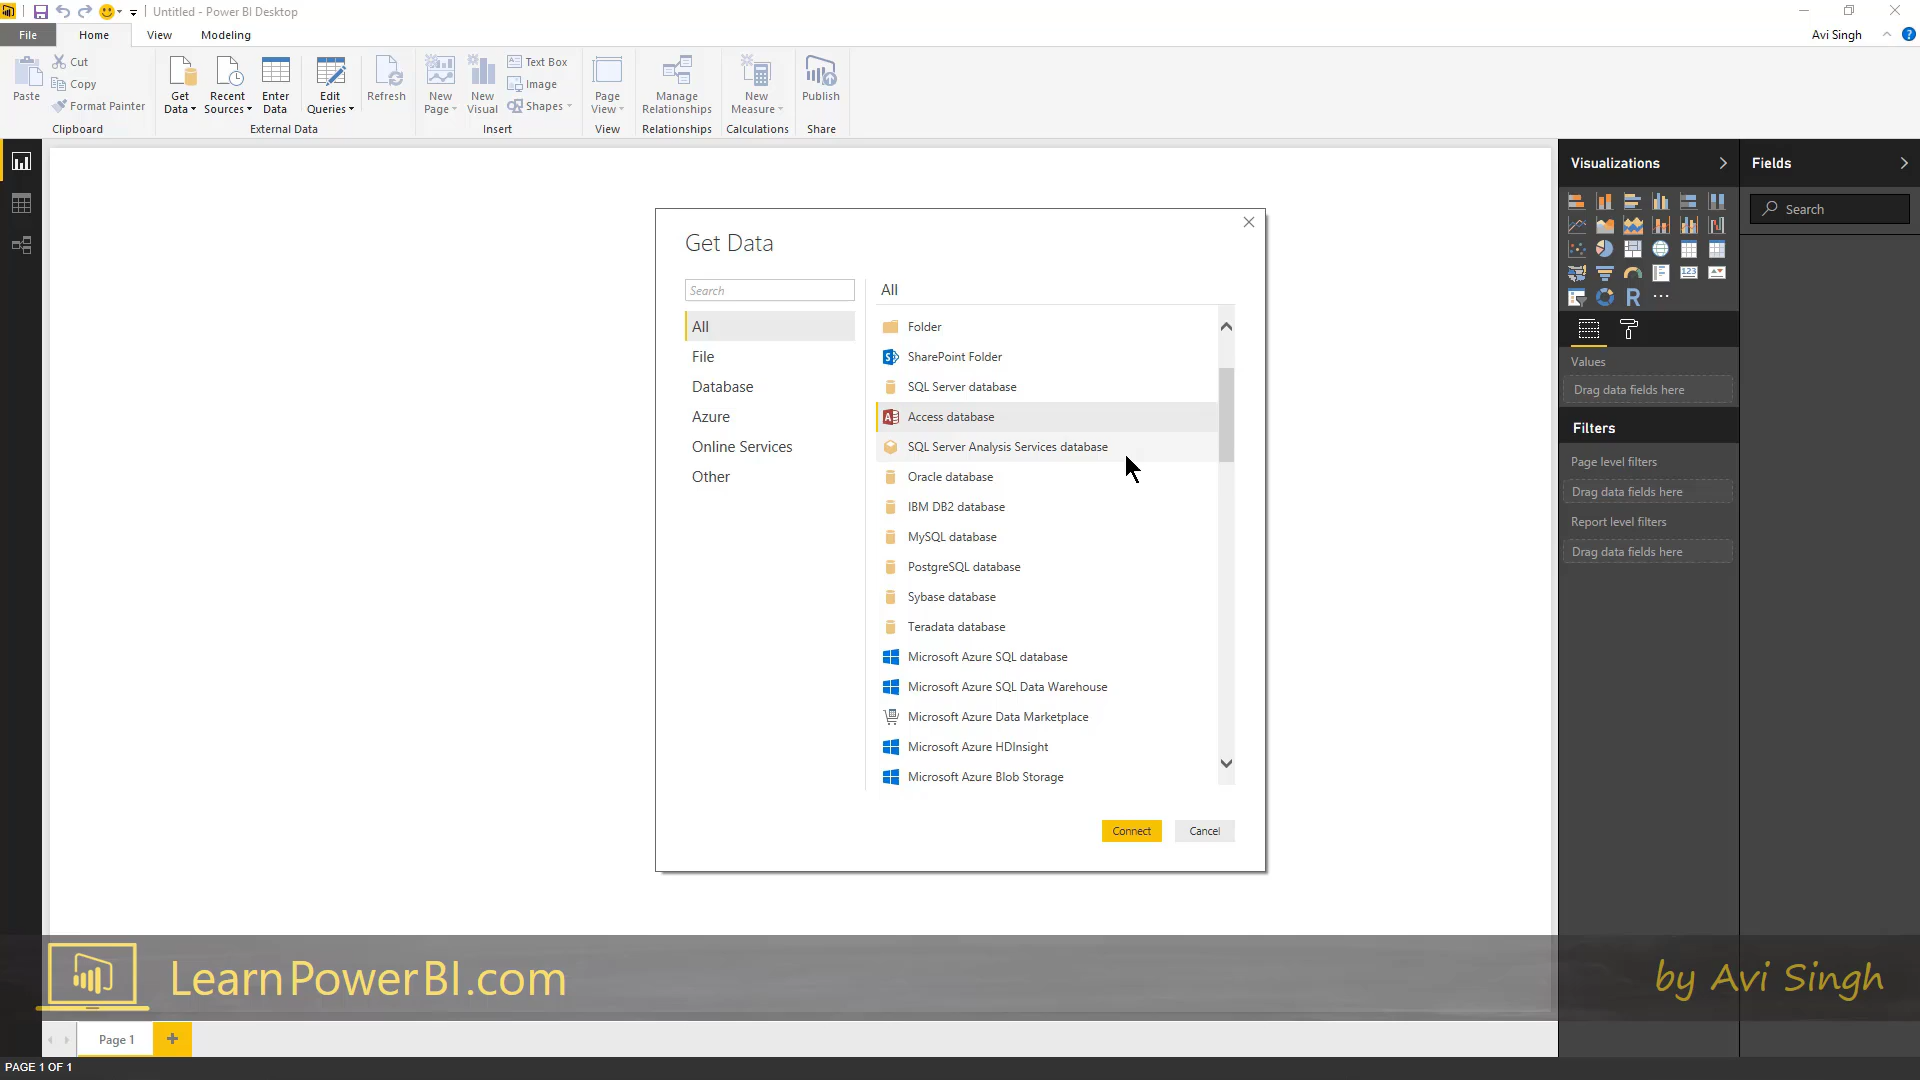 Untitled - Power BI Desktop
File
Home
View
Modeling
Avi Singh
Paste
Cut
Copy
Format Painter
Clipboard
Get Data
Recent Sources
Enter Data
Edit Queries
Refresh
External Data
New Page
New Visual
Text Box
Image
Shapes
Insert
Page View
View
Manage Relationships
Relationships
New Measure
Calculations
Publish
Share
Get Data
Search
All
File
Database
Azure
Online Services
Other
All
Folder
SharePoint Folder
SQL Server database
Access database
SQL Server Analysis Services database
Oracle database
IBM DB2 database
MySQL database
PostgreSQL database
Sybase database
Teradata database
Microsoft Azure SQL database
Microsoft Azure SQL Data Warehouse
Microsoft Azure Data Marketplace
Microsoft Azure HDInsight
Microsoft Azure Blob Storage
Connect
Cancel
Visualizations
Values
Drag data fields here
Filters
Page level filters
Drag data fields here
Report level filters
Drag data fields here
Fields
Search
LearnPowerBI.com
by Avi Singh
Page 1
PAGE 1 OF 1